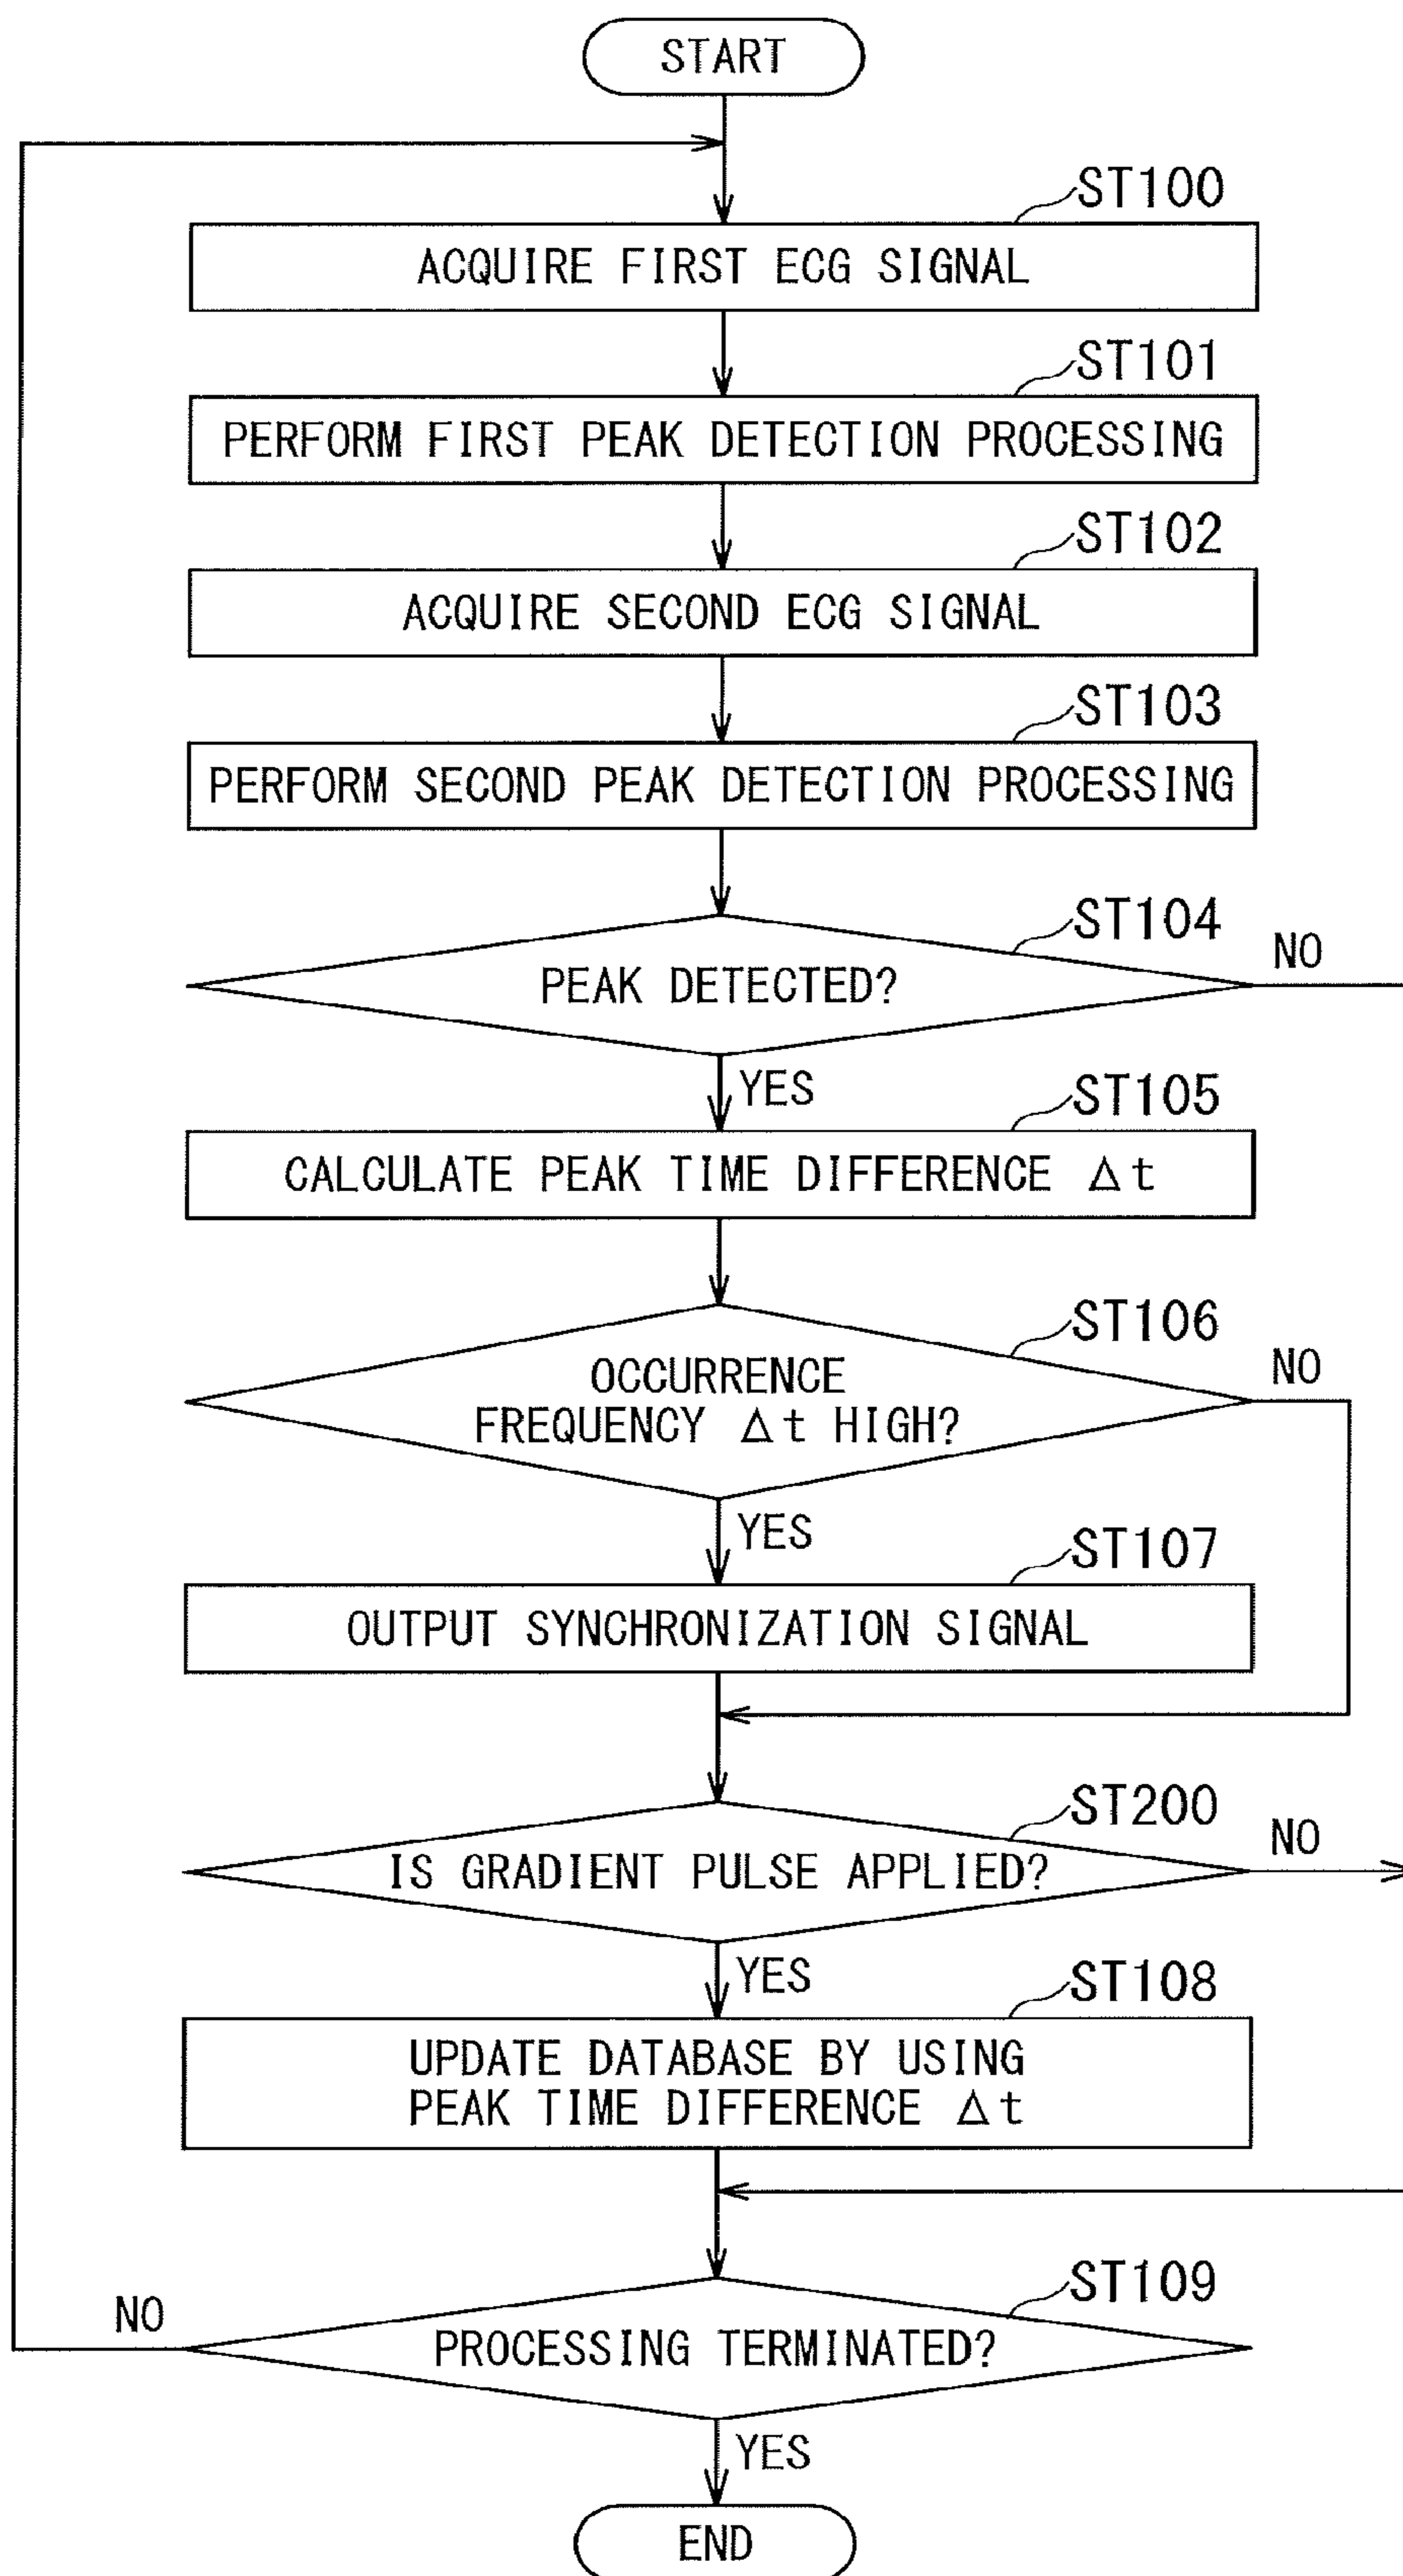 START
ST100
ACQUIRE FIRST ECG SIGNAL
ST101
PERFORM FIRST PEAK DETECTION PROCESSING
ST102
ACQUIRE SECOND ECG SIGNAL
ST103
PERFORM SECOND PEAK DETECTION PROCESSING
ST104
PEAK DETECTED?
NO
YES
ST105
CALCULATE PEAK TIME DIFFERENCE Δt
ST106
OCCURRENCE
FREQUENCY Δt HIGH?
NO
YES
ST107
OUTPUT SYNCHRONIZATION SIGNAL
ST200
IS GRADIENT PULSE APPLIED?
NO
YES
ST108
UPDATE DATABASE BY USING
PEAK TIME DIFFERENCE Δt
ST109
PROCESSING TERMINATED?
NO
YES
END